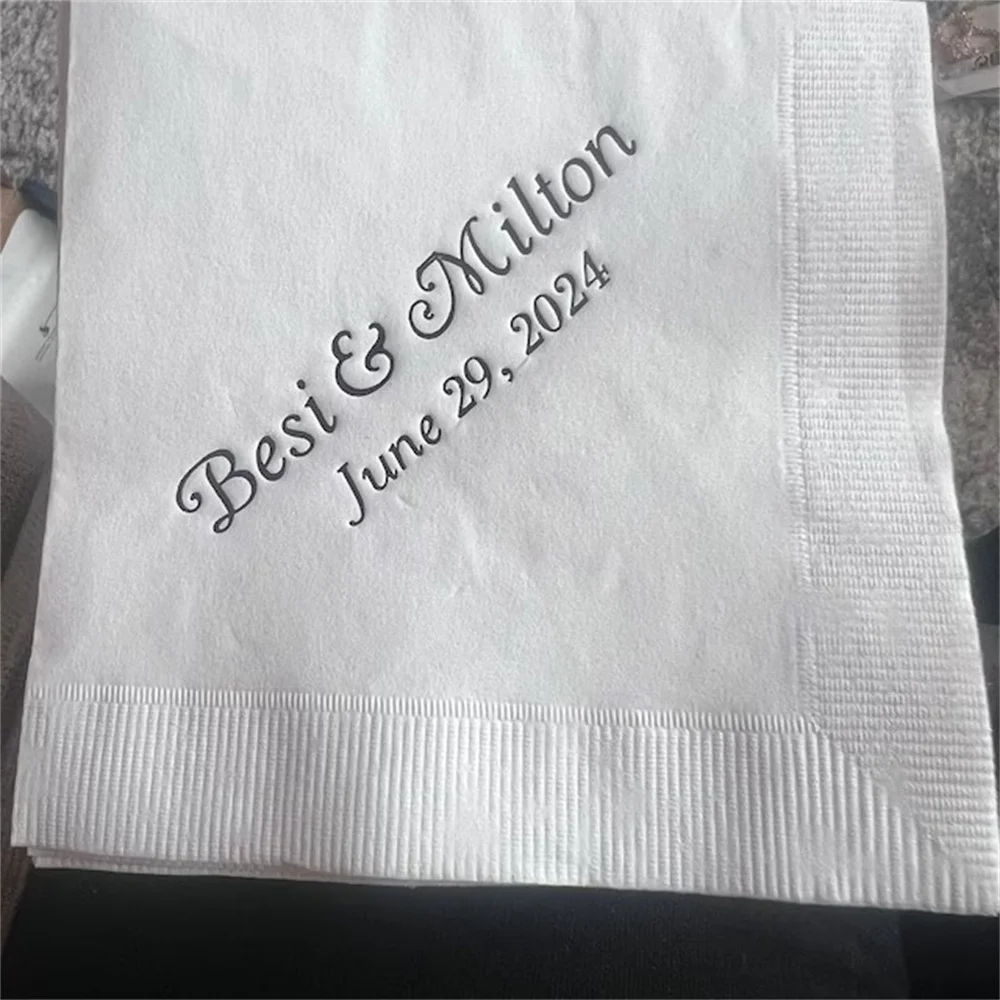 Besi & Milton
June 29, 2024